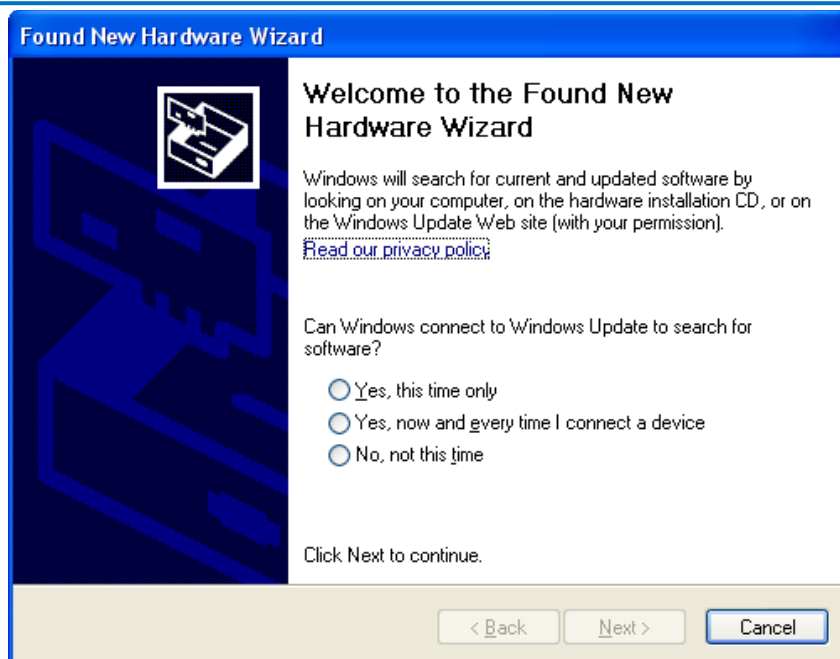 Found New Hardware Wizard
Welcome to the Found New
Hardware Wizard
Windows will search for current and updated software by
looking on your computer, on the hardware installation CD, or on
the Windows Update Web site (with your permission).
Read our privacy policy
Can Windows connect to Windows Update to search for
software?
Yes, this time only
Yes, now and every time I connect a device
No, not this time
Click Next to continue.
< Back
Next >
Cancel